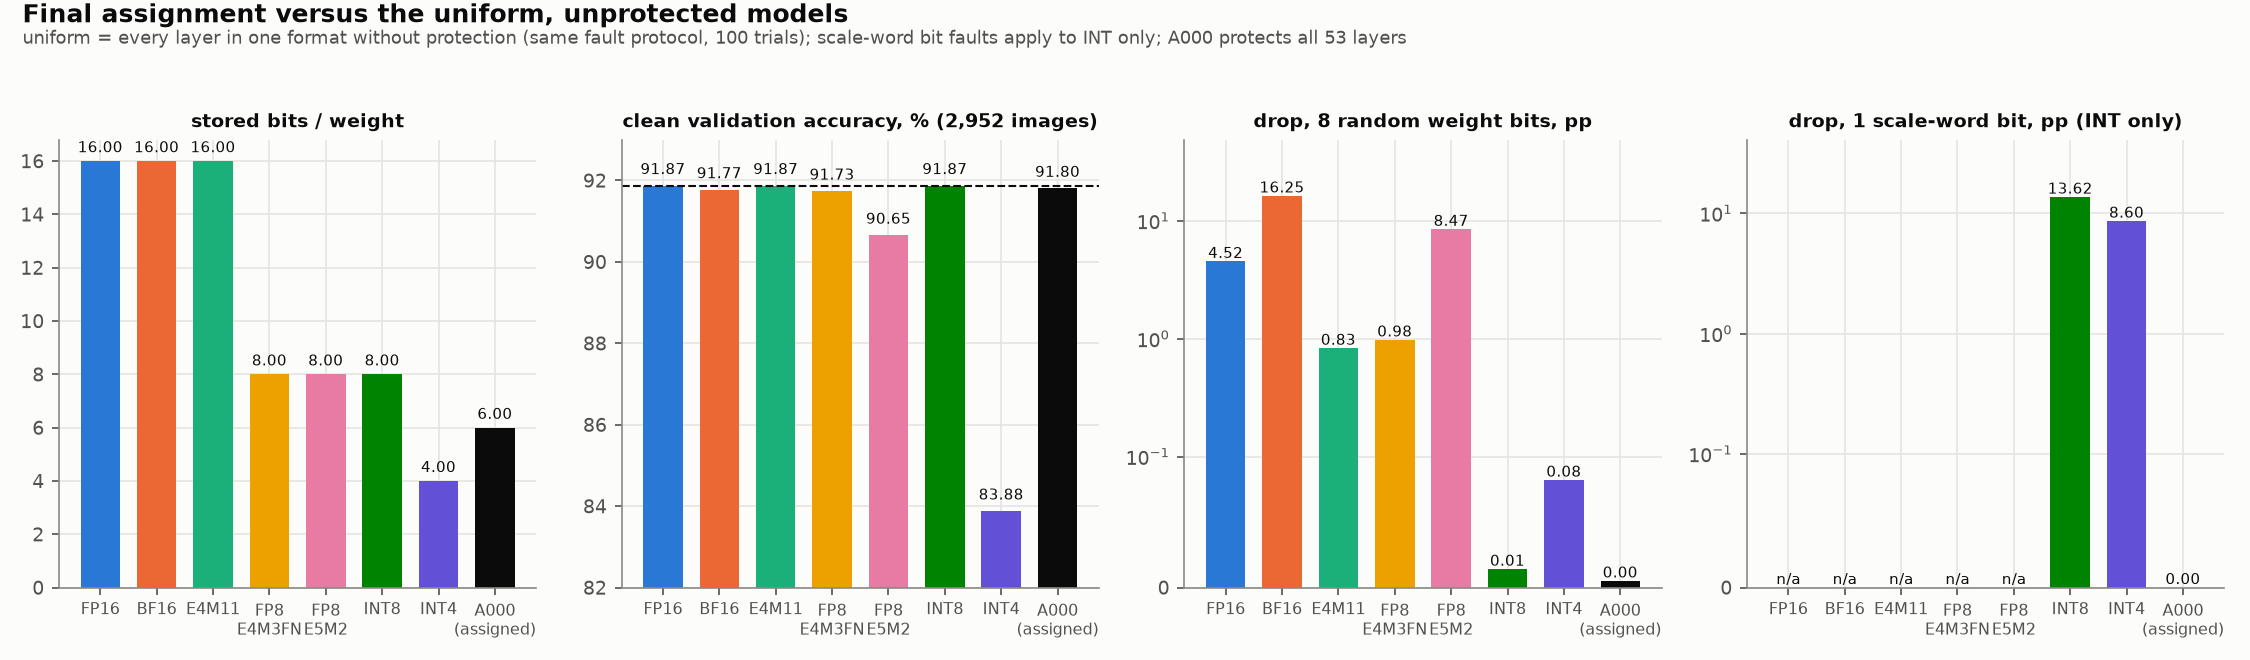 Final assignment versus the uniform, unprotected models
uniform = every layer in one format without protection (same fault protocol, 100 trials); scale-word bit faults apply to INT only; A000 protects all 53 layers
stored bits / weight
16.00 16.00 16.00 8.00 8.00 8.00 4.00 6.00
16
14
12
10
8
6
4
2
0
FP16 BF16 E4M11 FP8 E4M3FN FP8 E5M2 INT8 INT4 A000 (assigned)
clean validation accuracy, % (2,952 images)
91.87 91.77 91.87 91.73 90.65 91.87 83.88 91.80
92
90
88
86
84
82
FP16 BF16 E4M11 FP8 E4M3FN FP8 E5M2 INT8 INT4 A000 (assigned)
drop, 8 random weight bits, pp
4.52 16.25 0.83 0.98 8.47 0.01 0.08 0.00
10¹
10⁰
10⁻¹
0
FP16 BF16 E4M11 FP8 E4M3FN FP8 E5M2 INT8 INT4 A000 (assigned)
drop, 1 scale-word bit, pp (INT only)
n/a n/a n/a n/a n/a 13.62 8.60 0.00
10¹
10⁰
10⁻¹
0
FP16 BF16 E4M11 FP8 E4M3FN FP8 E5M2 INT8 INT4 A000 (assigned)